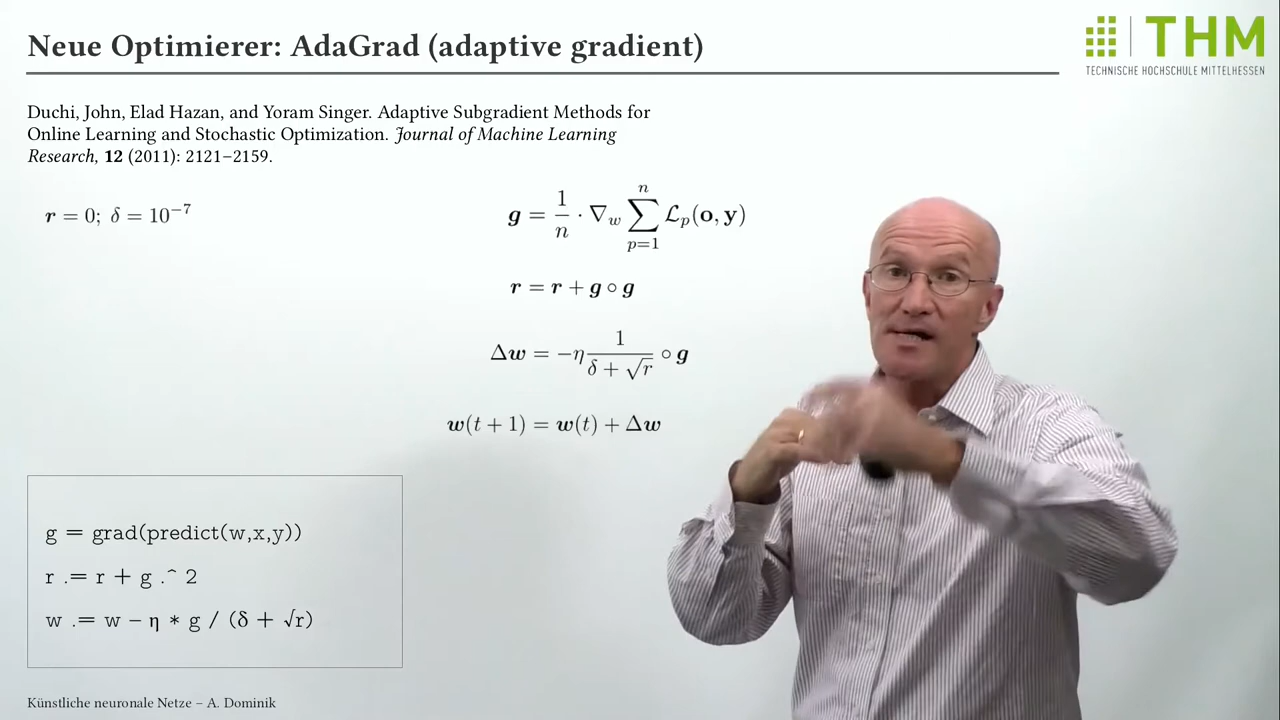 Neue Optimierer: AdaGrad (adaptive gradient)
THM
TECHNISCHE HOCHSCHULE MITTELHESSEN
Duchi, John, Elad Hazan, and Yoram Singer. Adaptive Subgradient Methods for
Online Learning and Stochastic Optimization. Journal of Machine Learning
Research, 12 (2011): 2121–2159.
r = 0; δ = 10⁻⁷
g = 1/n · ∇_w ∑_{p=1}^{n} ℒ_p(o, y)
r = r + g ∘ g
Δw = −η 1/(δ + √r) ∘ g
w(t + 1) = w(t) + Δw
g = grad(predict(w,x,y))
r .= r + g .^ 2
w .= w − η * g / (δ + √r)
Künstliche neuronale Netze – A. Dominik